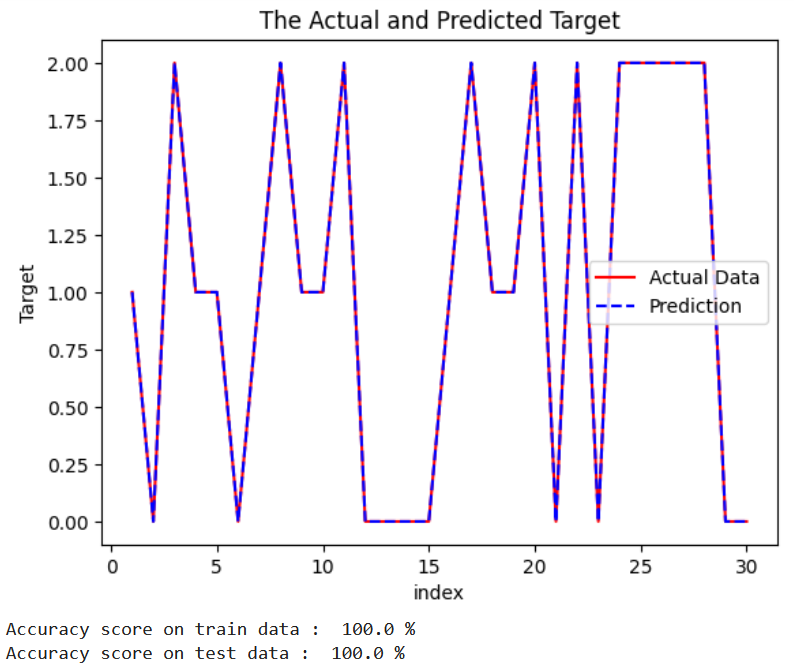 The Actual and Predicted Target
2.00
1.75
1.50
1.25
1.00
0.75
0.50
0.25
0.00
Target
Actual Data
Prediction
0 5 10 15 20 25 30
index
Accuracy score on train data :  100.0 %
Accuracy score on test data :  100.0 %